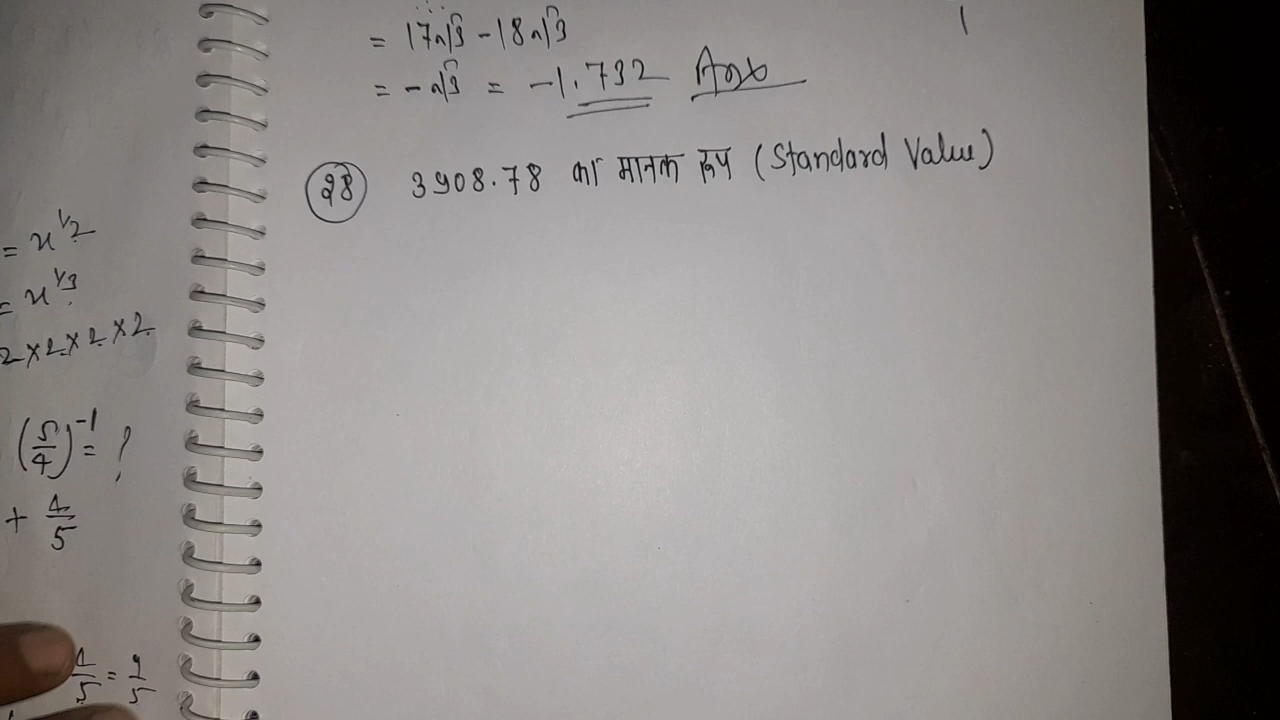 = 17√3 - 18√3
= -√3 = -1.732 Ans
28 3908.78 का मानक रूप (Standard Value)
= x^1/2
= x^1/3
2×2×2×2
(5/4)^-1 = ?
+ 4/5
4/5 = 9/5